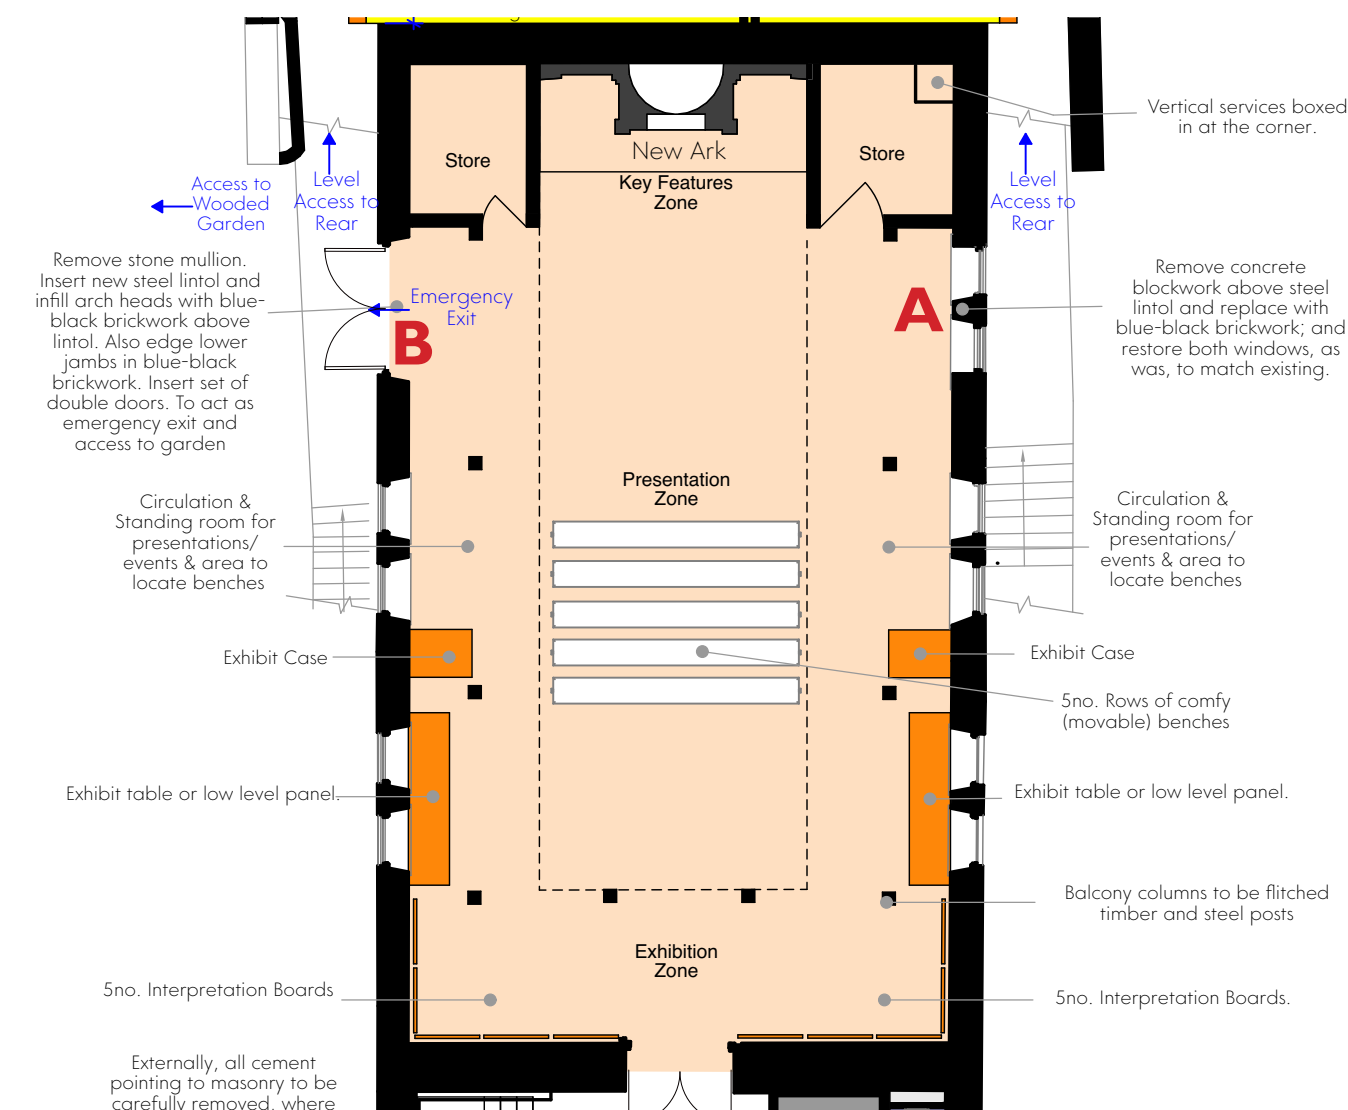 Vertical services boxed
in at the corner.
New Ark
Store
Store
Key Features
Zone
Level
Access to
Rear
Access to
Wooded
Garden
Level
Access to
Rear
Remove stone mullion.
Insert new steel lintol and
infill arch heads with blue-
black brickwork above
lintol. Also edge lower
jambs in blue-black
brickwork. Insert set of
double doors. To act as
emergency exit and
access to garden
Emergency
Exit
B
A
Remove concrete
blockwork above steel
lintol and replace with
blue-black brickwork; and
restore both windows, as
was, to match existing.
Presentation
Zone
Circulation &
Standing room for
presentations/
events & area to
locate benches
Circulation &
Standing room for
presentations/
events & area to
locate benches
Exhibit Case
Exhibit Case
5no. Rows of comfy
(movable) benches
Exhibit table or low level panel.
Exhibit table or low level panel.
Balcony columns to be flitched
timber and steel posts
Exhibition
Zone
5no. Interpretation Boards
5no. Interpretation Boards.
Externally, all cement
pointing to masonry to be
carefully removed, where